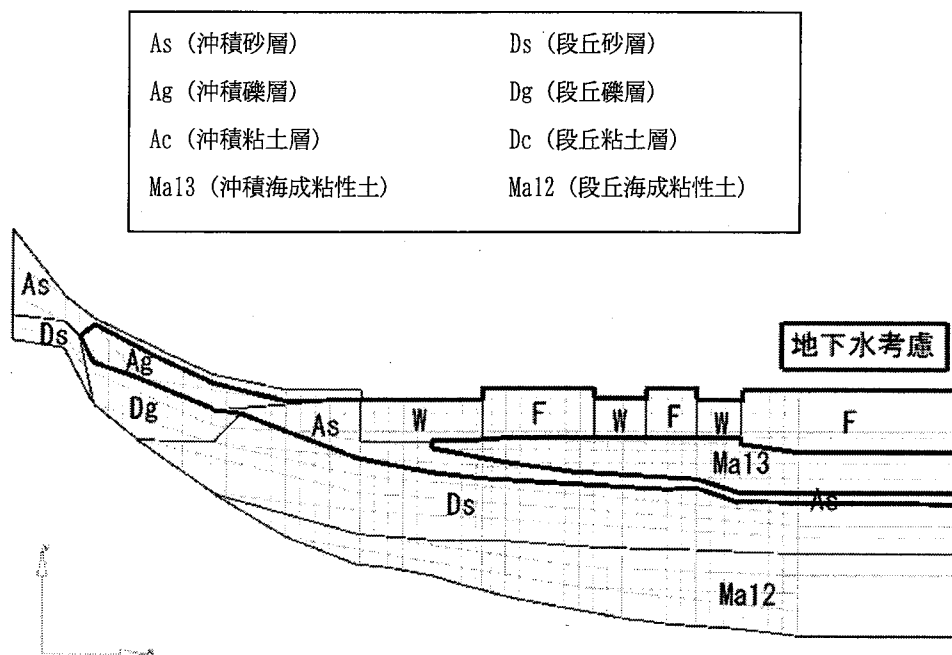 As (沖積砂層) Ds (段丘砂層)
Ag (沖積礫層) Dg (段丘礫層)
Ac (沖積粘土層) Dc (段丘粘土層)
Ma13 (沖積海成粘性土) Ma12 (段丘海成粘性土)
As
Ds
Ag
地下水考慮
Dg
As
W
F
W
F
W
F
Ma13
As
Ds
Ma12